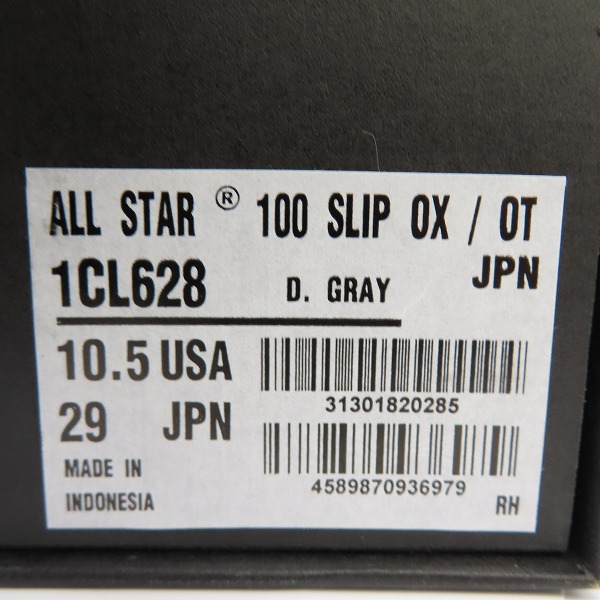 ALL STAR ® 100 SLIP OX / OT
1CL628 D. GRAY JPN
10.5 USA
31301820285
29 JPN
4589870936979
MADE IN
INDONESIA
RH